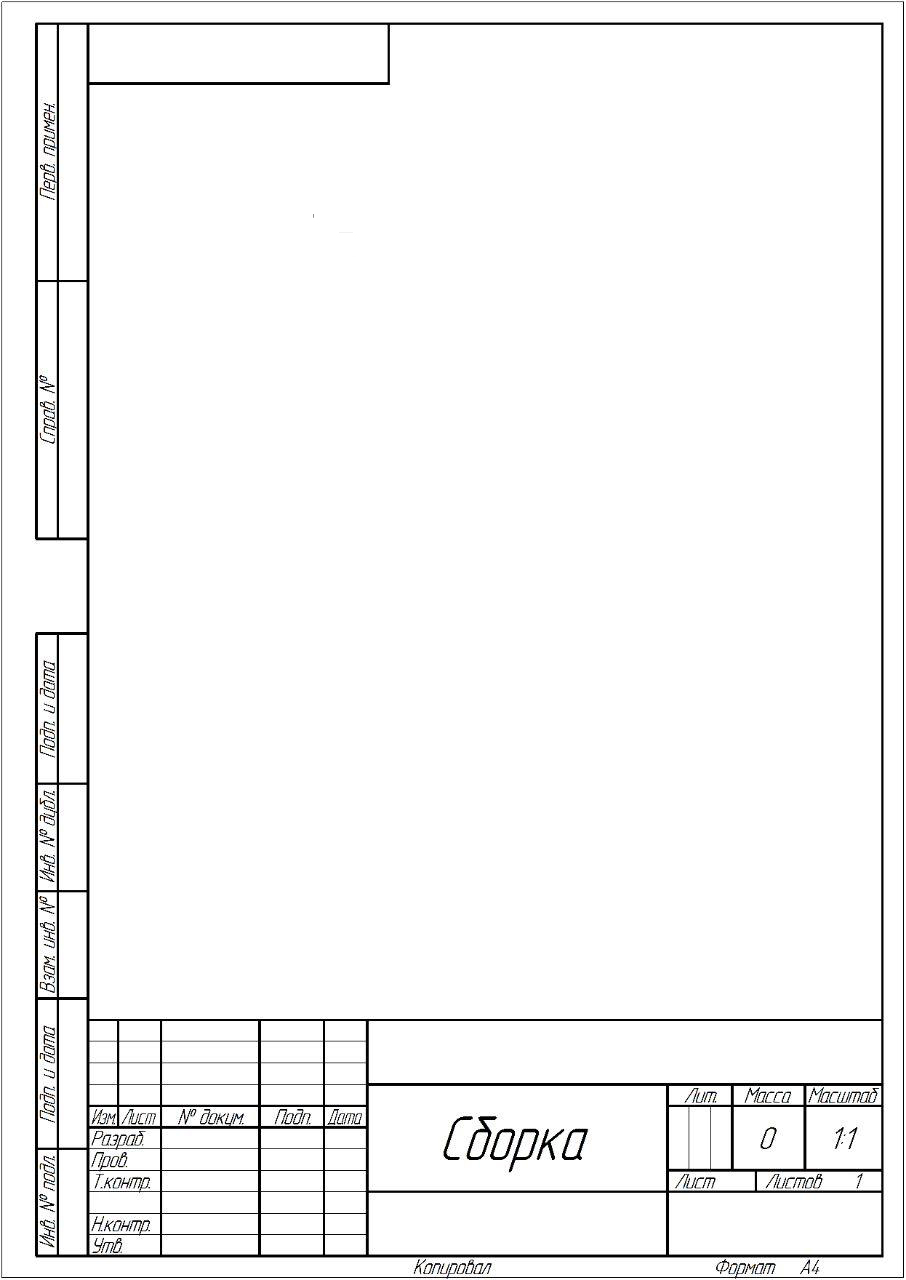 Перв. примен.
Справ. №
Подп. и дата
Инв. № дубл.
Взам. инв. №
Подп. и дата
Инв. № подл.
Изм. Лист № докум. Подп. Дата
Разраб.
Пров.
Т.контр.
Н.контр.
Утв.
Сборка
Лит. Масса Масштаб
0 1:1
Лист Листов 1
Копировал Формат А4